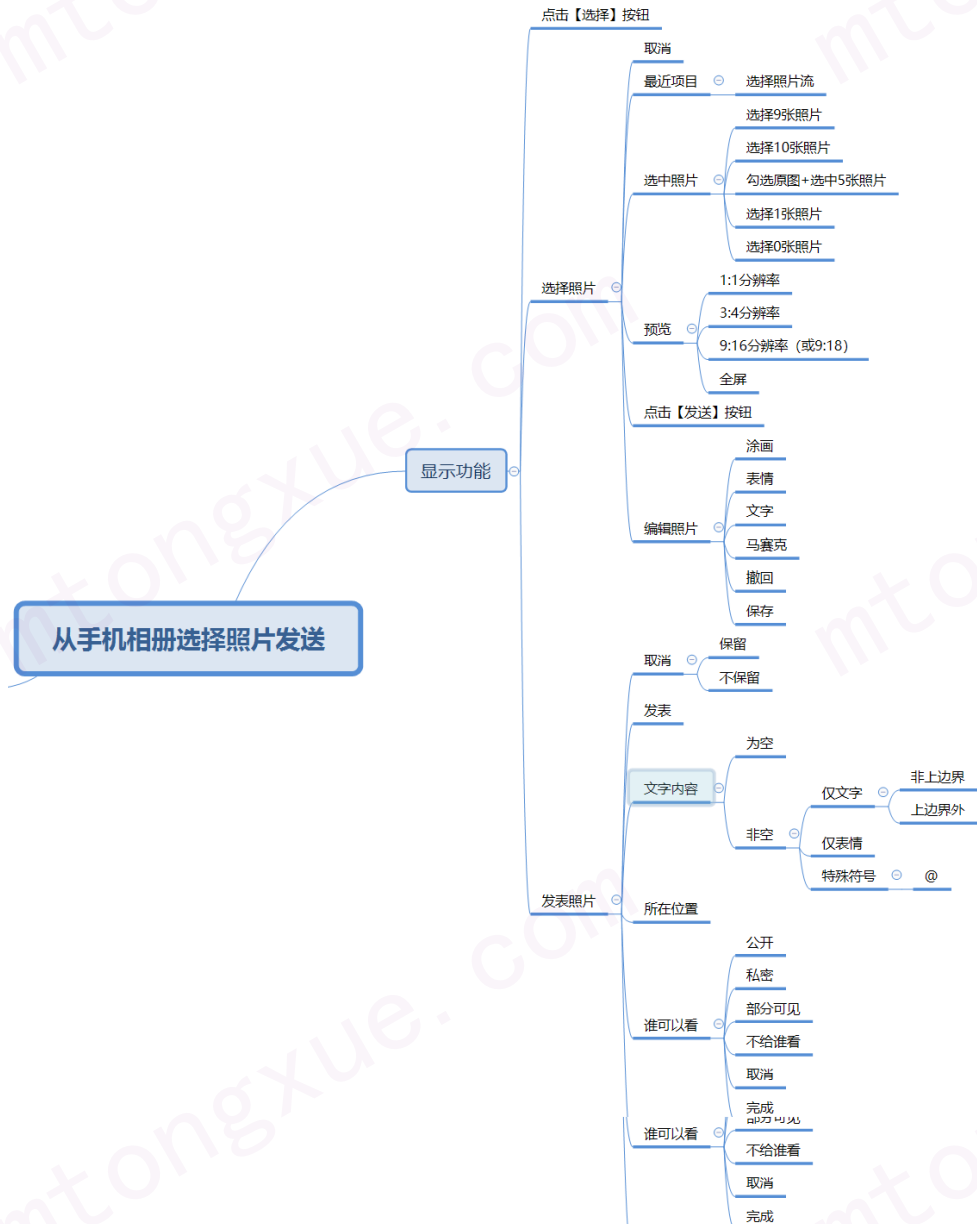 点击【选择】按钮
取消
最近项目
选择照片流
选择9张照片
选择10张照片
选中照片
勾选原图+选中5张照片
选择1张照片
选择0张照片
1:1分辨率
选择照片
3:4分辨率
预览
9:16分辨率（或9:18）
全屏
点击【发送】按钮
涂画
显示功能
表情
文字
编辑照片
马赛克
撤回
保存
从手机相册选择照片发送
保留
取消
不保留
发表
为空
非上边界
文字内容
仅文字
上边界外
非空
仅表情
特殊符号
@
发表照片
所在位置
公开
私密
部分可见
谁可以看
不给谁看
取消
完成
部分可见
谁可以看
不给谁看
取消
完成
mtongxue.com
mtongxue.com